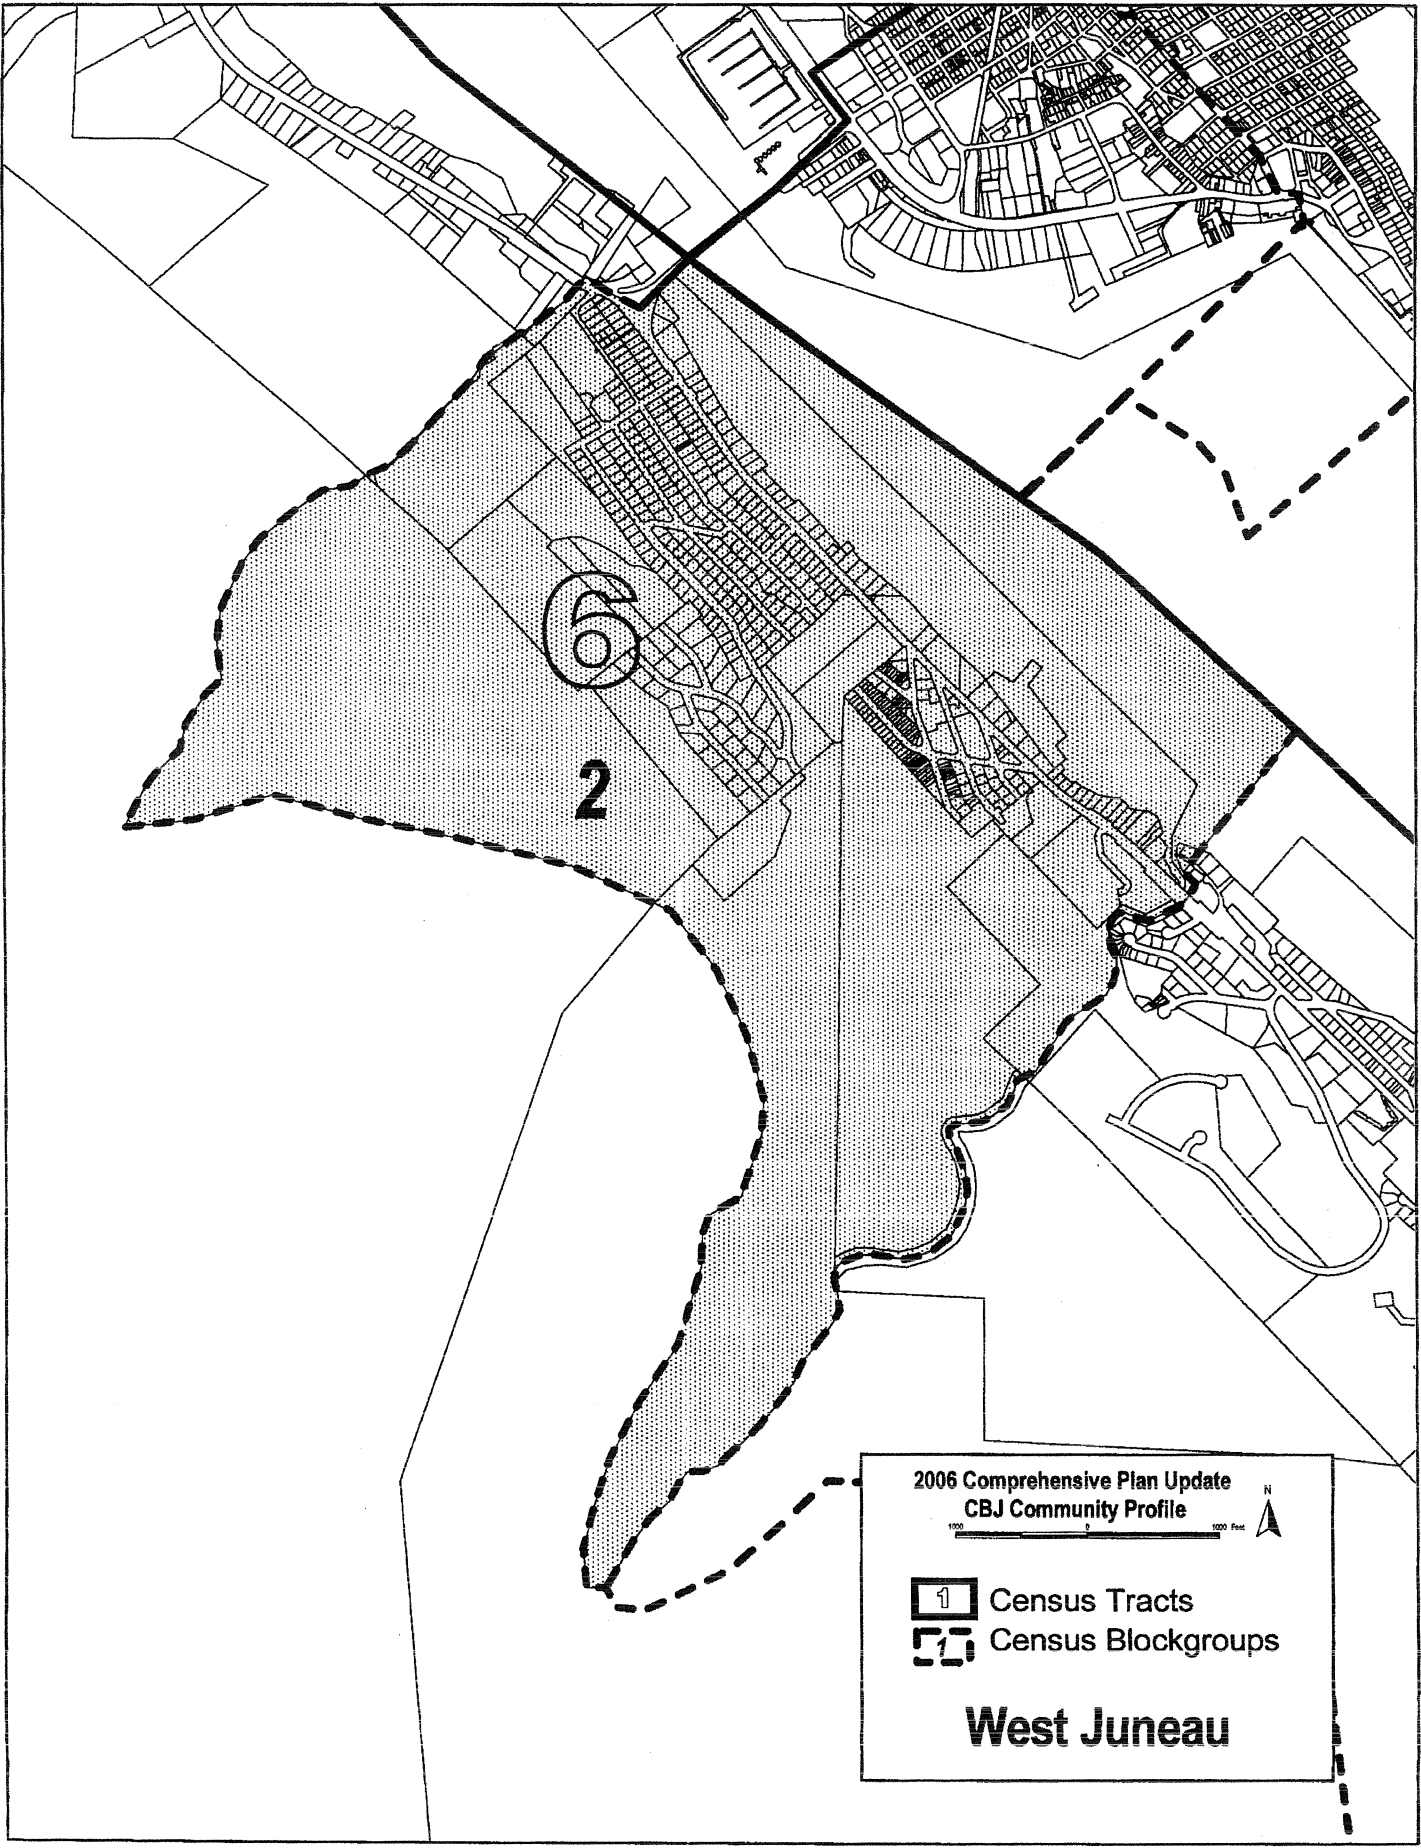 6
2
2006 Comprehensive Plan Update
CBJ Community Profile
N
1000 0 1000 Feet
1 Census Tracts
1 Census Blockgroups
West Juneau